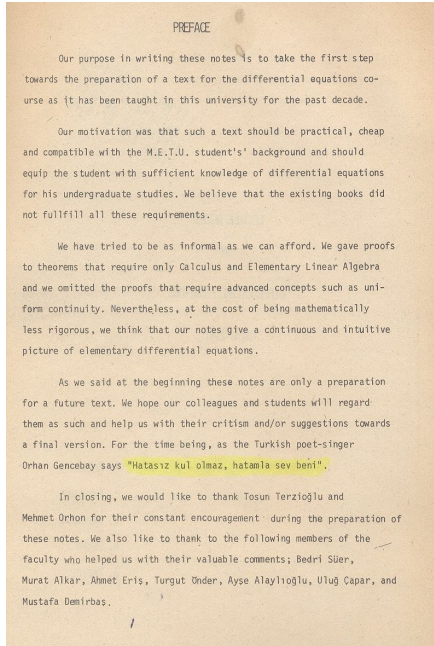 PREFACE
Our purpose in writing these notes is to take the first step
towards the preparation of a text for the differential equations co-
urse as it has been taught in this university for the past decade.
Our motivation was that such a text should be practical, cheap
and compatible with the M.E.T.U. student's' background and should
equip the student with sufficient knowledge of differential equations
for his undergraduate studies. We believe that the existing books did
not fullfill all these requirements.
We have tried to be as informal as we can afford. We gave proofs
to theorems that require only Calculus and Elementary Linear Algebra
and we omitted the proofs that require advanced concepts such as uni-
form continuity. Nevertheless, at the cost of being mathematically
less rigorous, we think that our notes give a continuous and intuitive
picture of elementary differential equations.
As we said at the beginning these notes are only a preparation
for a future text. We hope our colleagues and students will regard
them as such and help us with their critism and/or suggestions towards
a final version. For the time being, as the Turkish poet-singer
Orhan Gencebay says "Hatasız kul olmaz, hatamla sev beni".
In closing, we would like to thank Tosun Terzioğlu and
Mehmet Orhon for their constant encouragement during the preparation of
these notes. We also like to thank to the following members of the
faculty who helped us with their valuable comments; Bedri Süer,
Murat Alkar, Ahmet Eriş, Turgut Önder, Ayşe Alaylıoğlu, Uluğ Çapar, and
Mustafa Demirbaş.